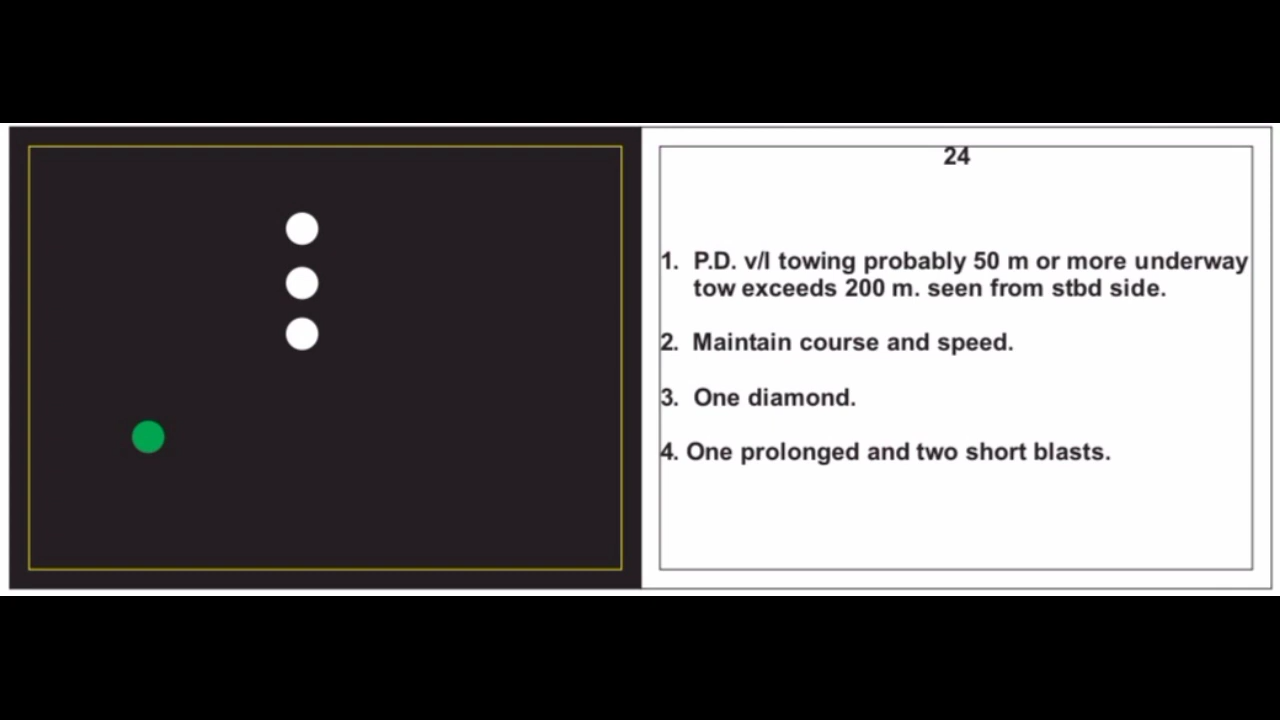 24
1. P.D. v/l towing probably 50 m or more underway
tow exceeds 200 m. seen from stbd side.
2. Maintain course and speed.
3. One diamond.
4. One prolonged and two short blasts.